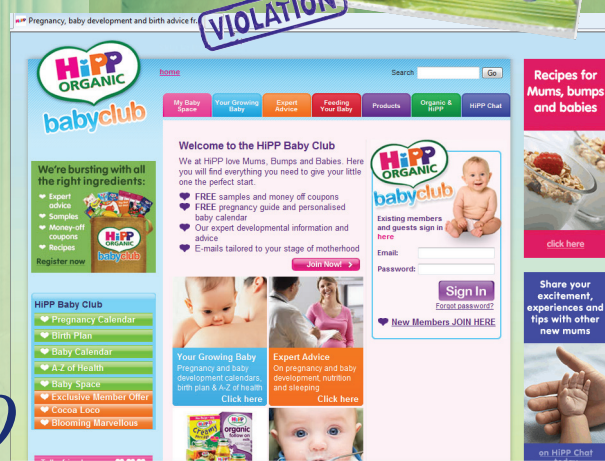 VIOLATION
HiPP Pregnancy, baby development and birth advice fr
HiPP
ORGANIC
babyclub
home
Search
Go
My Baby
Space
Your Growing
Baby
Expert
Advice
Feeding
Your Baby
Products
Organic &
HiPP
HiPP Chat
We're bursting with all
the right ingredients:
Expert
advice
Samples
Money-off
coupons
Recipes
Register now
HiPP
ORGANIC
babyclub
Welcome to the HiPP Baby Club
We at HiPP love Mums, Bumps and Babies. Here
you will find everything you need to give your little
one the perfect start.
FREE samples and money off coupons
FREE pregnancy guide and personalised
baby calendar
Our expert developmental information and
advice
E-mails tailored to your stage of motherhood
Join Now! >
HiPP
ORGANIC
babyclub
Existing members
and guests sign in
here
Email:
Password:
Sign In
Forgot password?
New Members JOIN HERE
HiPP Baby Club
Pregnancy Calendar
Birth Plan
Baby Calendar
A-Z of Health
Baby Space
Exclusive Member Offer
Cocoa Loco
Blooming Marvellous
Your Growing Baby
Pregnancy and baby
development calendars,
birth plan & A-Z of health
Click here
Expert Advice
On pregnancy and baby
development, nutrition
and sleeping
Click here
HiPP
creamy
organic
follow on
milk
Recipes for
Mums, bumps
and babies
click here
Share your
excitement,
experiences and
tips with other
new mums
on HiPP Chat